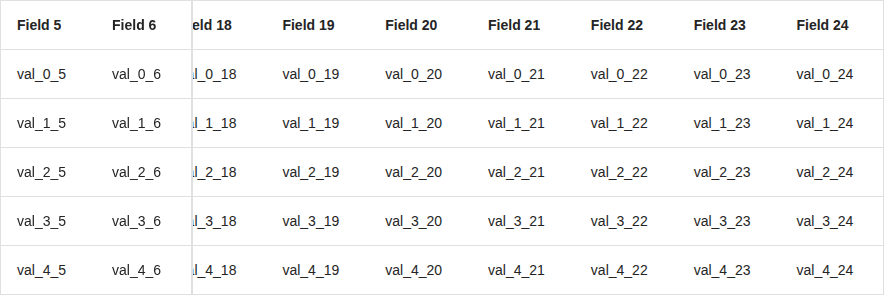 Field 5 Field 6 eld 18 Field 19 Field 20 Field 21 Field 22 Field 23 Field 24
val_0_5 val_0_6 l_0_18 val_0_19 val_0_20 val_0_21 val_0_22 val_0_23 val_0_24
val_1_5 val_1_6 l_1_18 val_1_19 val_1_20 val_1_21 val_1_22 val_1_23 val_1_24
val_2_5 val_2_6 l_2_18 val_2_19 val_2_20 val_2_21 val_2_22 val_2_23 val_2_24
val_3_5 val_3_6 l_3_18 val_3_19 val_3_20 val_3_21 val_3_22 val_3_23 val_3_24
val_4_5 val_4_6 l_4_18 val_4_19 val_4_20 val_4_21 val_4_22 val_4_23 val_4_24